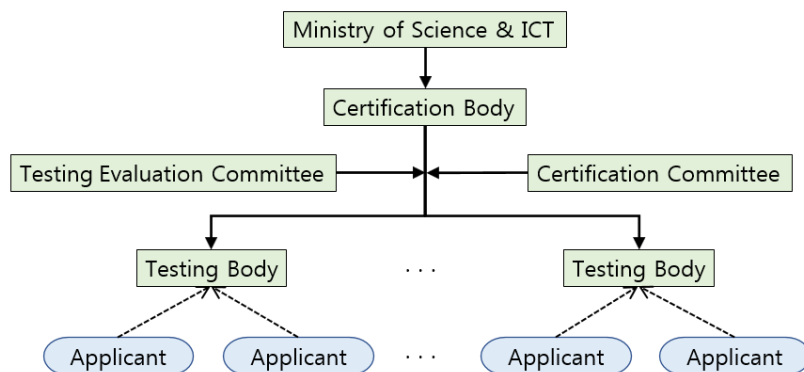 Ministry of Science & ICT
Certification Body
Testing Evaluation Committee
Certification Committee
Testing Body
. . .
Testing Body
Applicant
Applicant
. . .
Applicant
Applicant